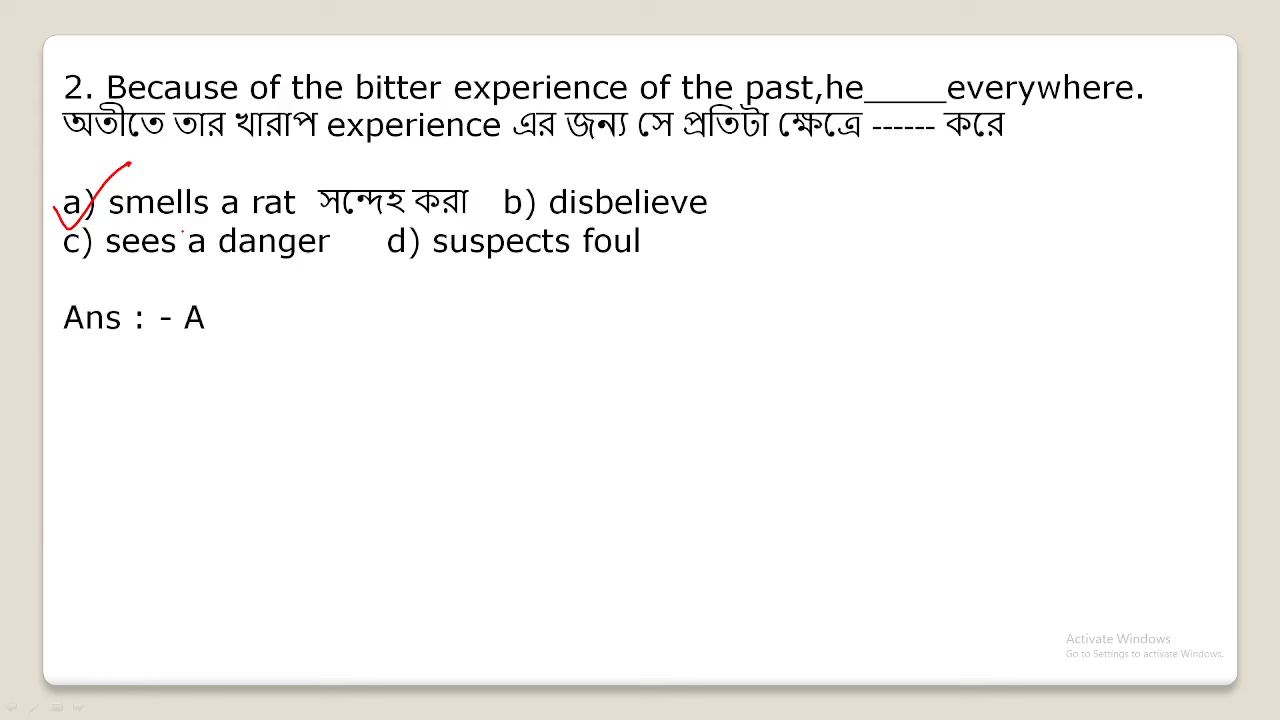 2. Because of the bitter experience of the past,he_____everywhere.
অতীতে তার খারাপ experience এর জন্য সে প্রতিটা ক্ষেত্রে ------ করে
a) smells a rat সন্দেহ করা b) disbelieve
c) sees a danger d) suspects foul
Ans : - A
Activate Windows
Go to Settings to activate Windows.